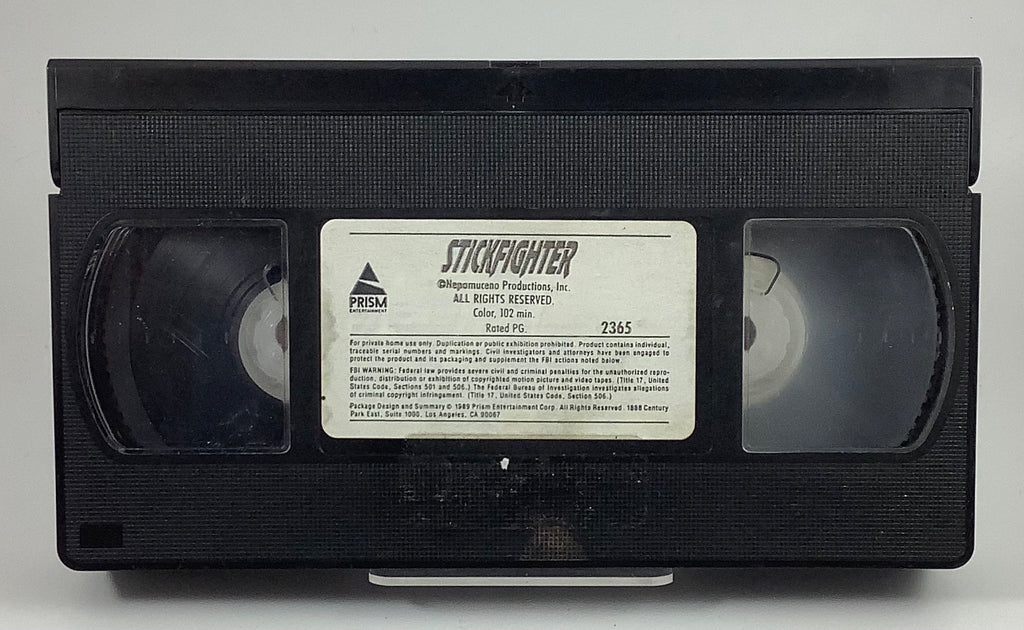 STICKFIGHTER
©Nepomuceno Productions, Inc.
ALL RIGHTS RESERVED.
Color, 102 min.
Rated PG.
2365
PRISM
ENTERTAINMENT
For private home use only. Duplication or public exhibition prohibited. Product contains individual,
traceable serial numbers and markings. Civil investigators and attorneys have been engaged to
protect the product and its packaging and supplement the FBI actions noted below.
FBI WARNING: Federal law provides severe civil and criminal penalties for the unauthorized repro-
duction, distribution or exhibition of copyrighted motion picture and video tapes. (Title 17, United
States Code, Sections 501 and 506.) The Federal Bureau of Investigation investigates allegations
of criminal copyright infringement. (Title 17, United States Code, Section 506.)
Package Design and Summary © 1989 Prism Entertainment Corp. All Rights Reserved. 1888 Century
Park East, Suite 1000, Los Angeles, CA 90067